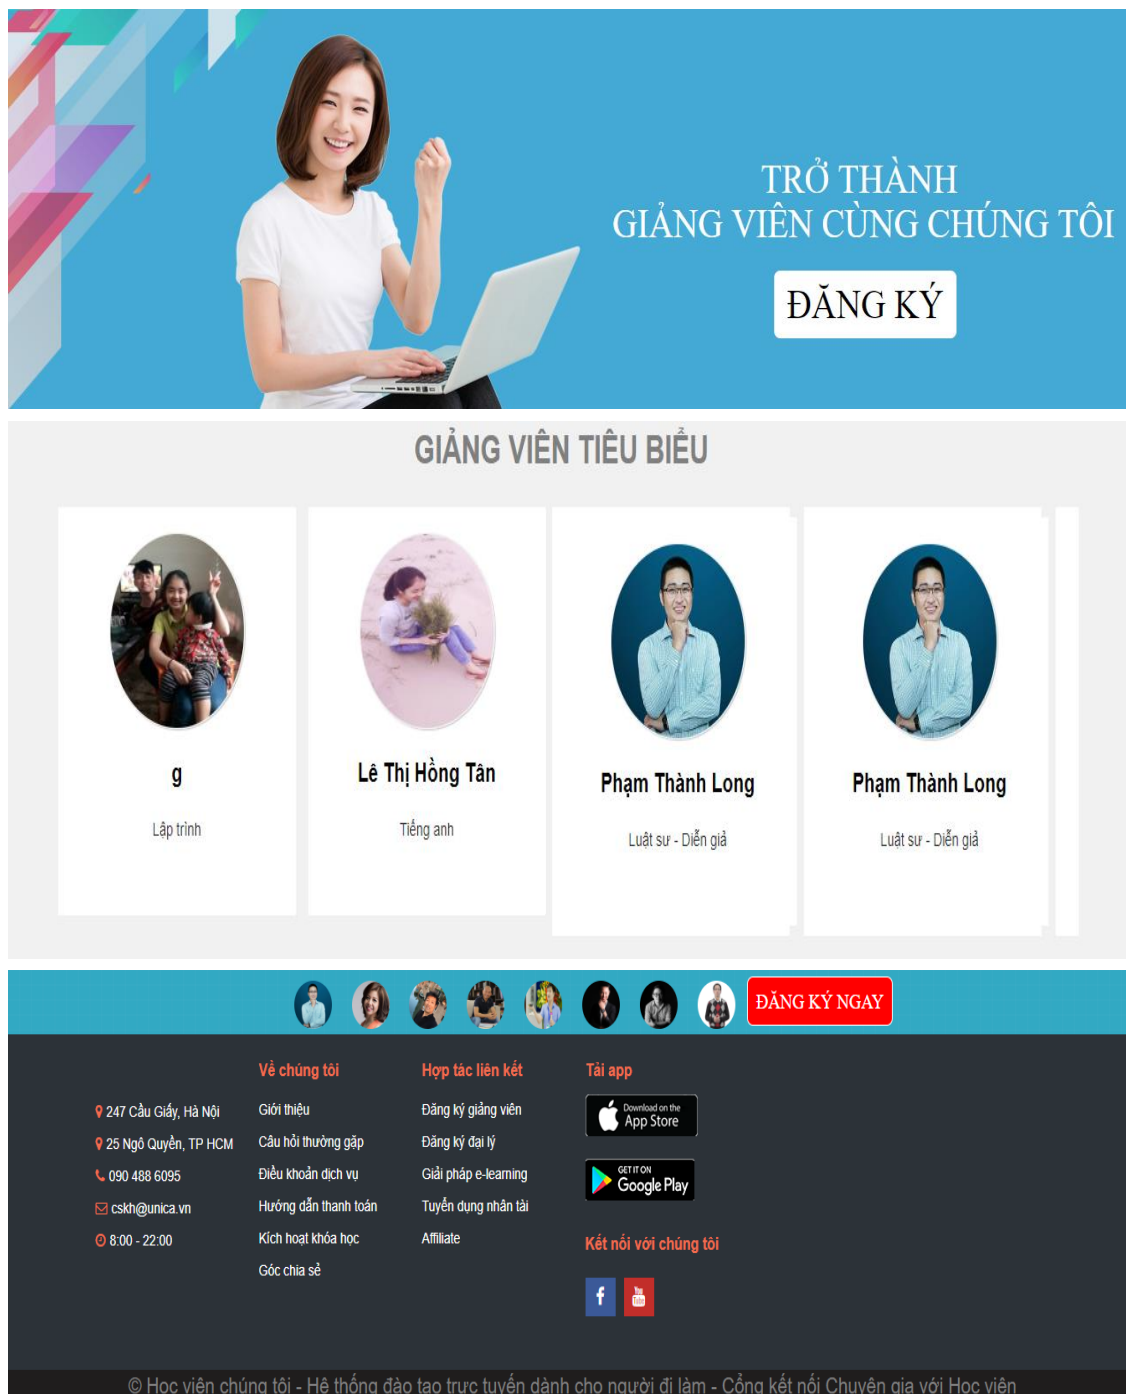 TRỞ THÀNH
GIẢNG VIÊN CÙNG CHÚNG TÔI
ĐĂNG KÝ
GIẢNG VIÊN TIÊU BIỂU
g
Lập trình
Lê Thị Hồng Tân
Tiếng anh
Phạm Thành Long
Luật sư - Diễn giả
Phạm Thành Long
Luật sư - Diễn giả
ĐĂNG KÝ NGAY
247 Cầu Giấy, Hà Nội
25 Ngô Quyền, TP HCM
090 488 6095
cskh@unica.vn
8:00 - 22:00
Về chúng tôi
Giới thiệu
Câu hỏi thường gặp
Điều khoản dịch vụ
Hướng dẫn thanh toán
Kích hoạt khóa học
Góc chia sẻ
Hợp tác liên kết
Đăng ký giảng viên
Đăng ký đại lý
Giải pháp e-learning
Tuyển dụng nhân tài
Affiliate
Tải app
Download on the
App Store
GET IT ON
Google Play
Kết nối với chúng tôi
f
You
Tube
© Học viên chúng tôi - Hệ thống đào tạo trực tuyến dành cho người đi làm - Cổng kết nối Chuyên gia với Học viên